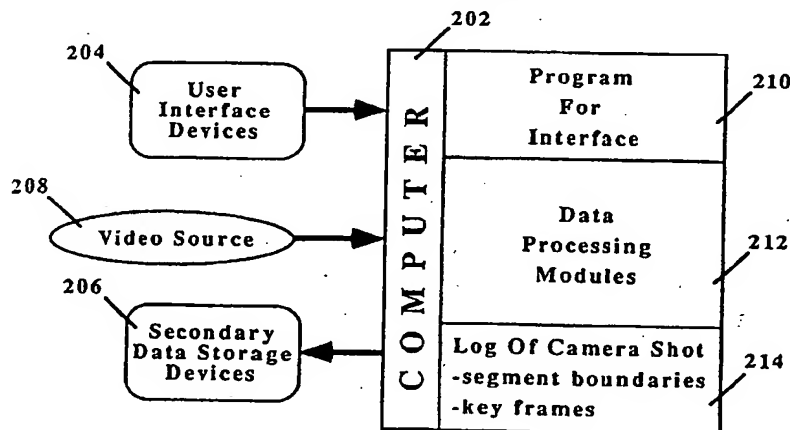 202
204
User
Interface
Devices
Program
For
Interface
210
208
Video Source
COMPUTER
Data
Processing
Modules
212
206
Secondary
Data Storage
Devices
Log Of Camera Shot
-segment boundaries
-key frames
214